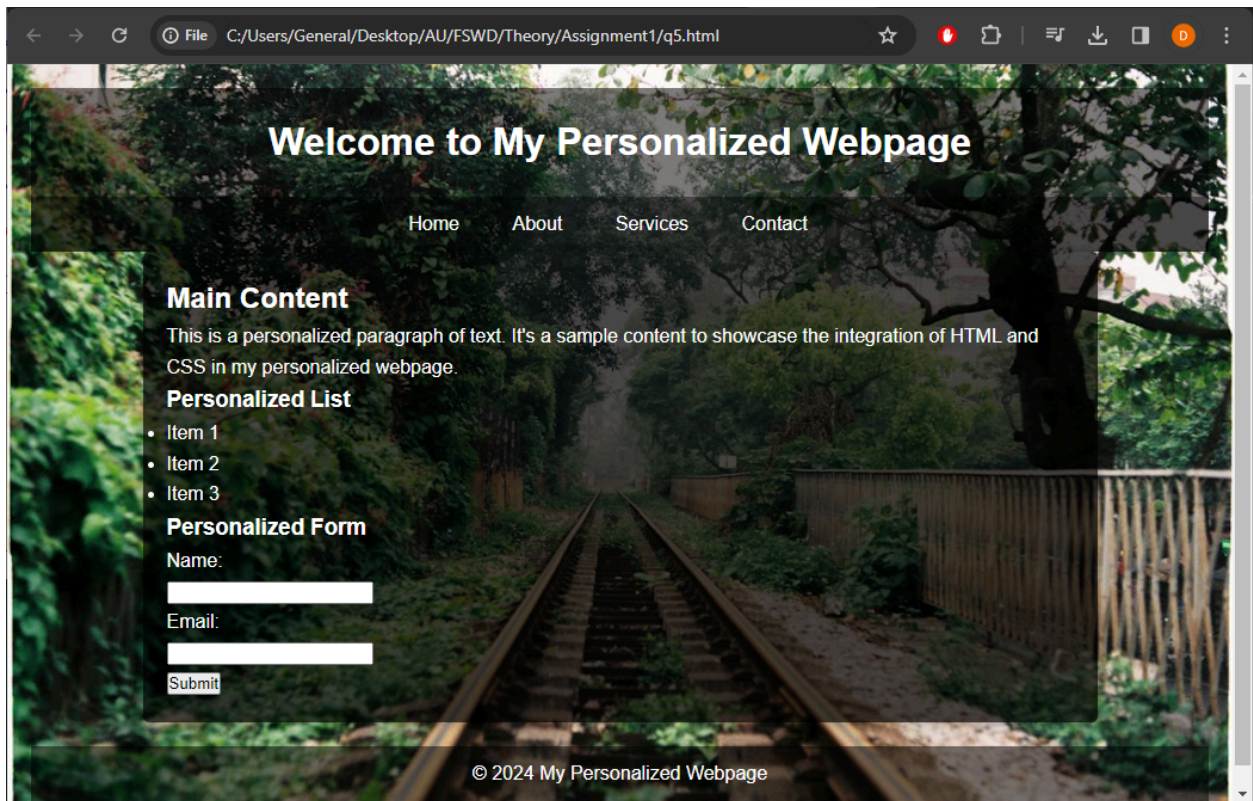 File C:/Users/General/Desktop/AU/FSWD/Theory/Assignment1/q5.html
D
Welcome to My Personalized Webpage
Home About Services Contact
Main Content
This is a personalized paragraph of text. It's a sample content to showcase the integration of HTML and
CSS in my personalized webpage.
Personalized List
• Item 1
• Item 2
• Item 3
Personalized Form
Name:
Email:
Submit
© 2024 My Personalized Webpage